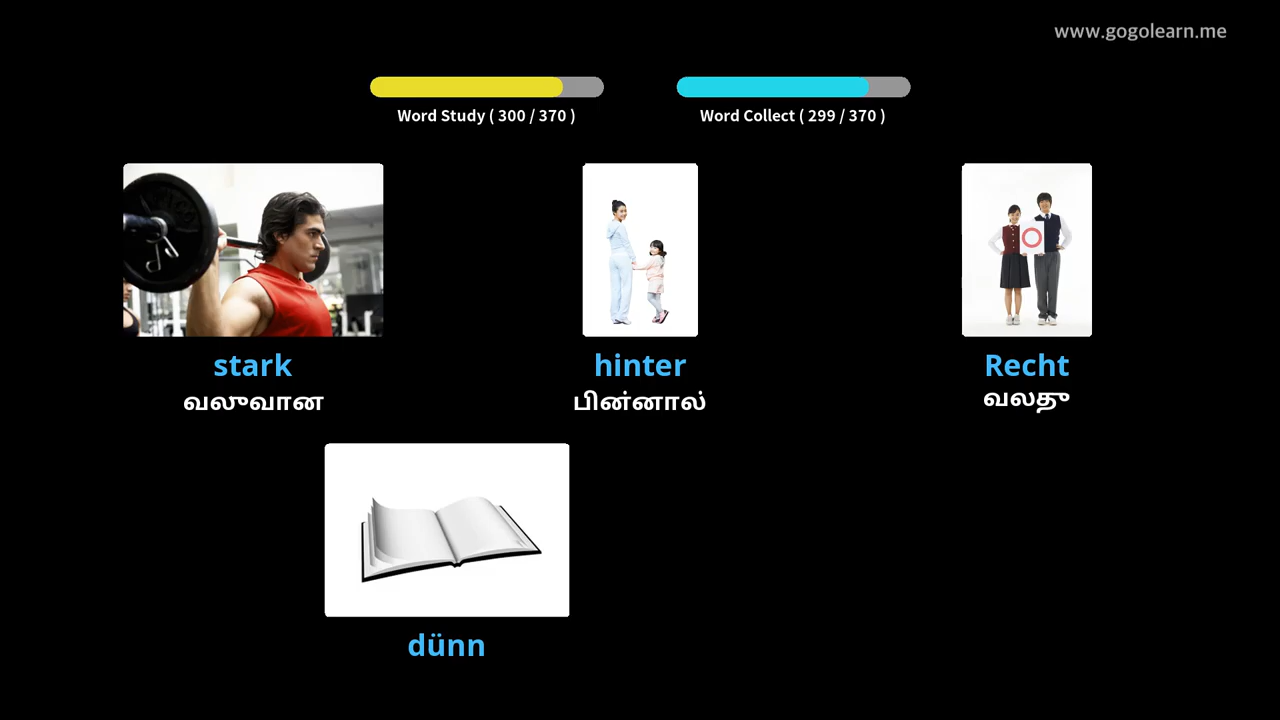 www.gogolearn.me
Word Study ( 300 / 370 )
Word Collect ( 299 / 370 )
stark
வலுவான
hinter
பின்னால்
Recht
வலது
dünn